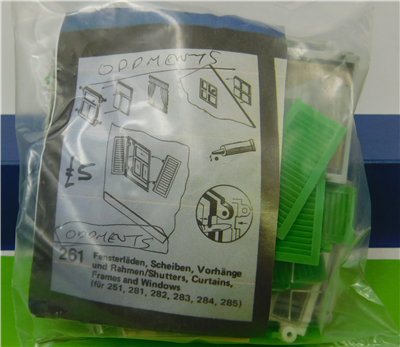 ODDMENTS
£5
ODDMENTS
261 Fensterläden, Scheiben, Vorhänge
und Rahmen/Shutters, Curtains,
Frames and Windows
(für 251, 281, 282, 283, 284, 285)